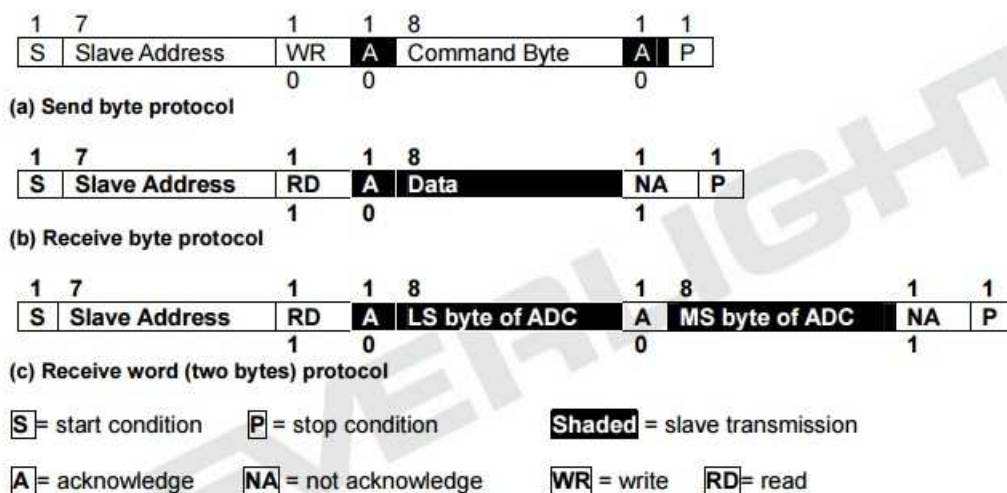 1 7 1 1 8 1 1
S Slave Address WR A Command Byte A P
0 0 0
(a) Send byte protocol
1 7 1 1 8 1 1
S Slave Address RD A Data NA P
1 0 1
(b) Receive byte protocol
1 7 1 1 8 1 8 1 1
S Slave Address RD A LS byte of ADC A MS byte of ADC NA P
1 0 0 1
(c) Receive word (two bytes) protocol
S = start condition P = stop condition Shaded = slave transmission
A = acknowledge NA = not acknowledge WR = write RD= read
EVERLIGHT